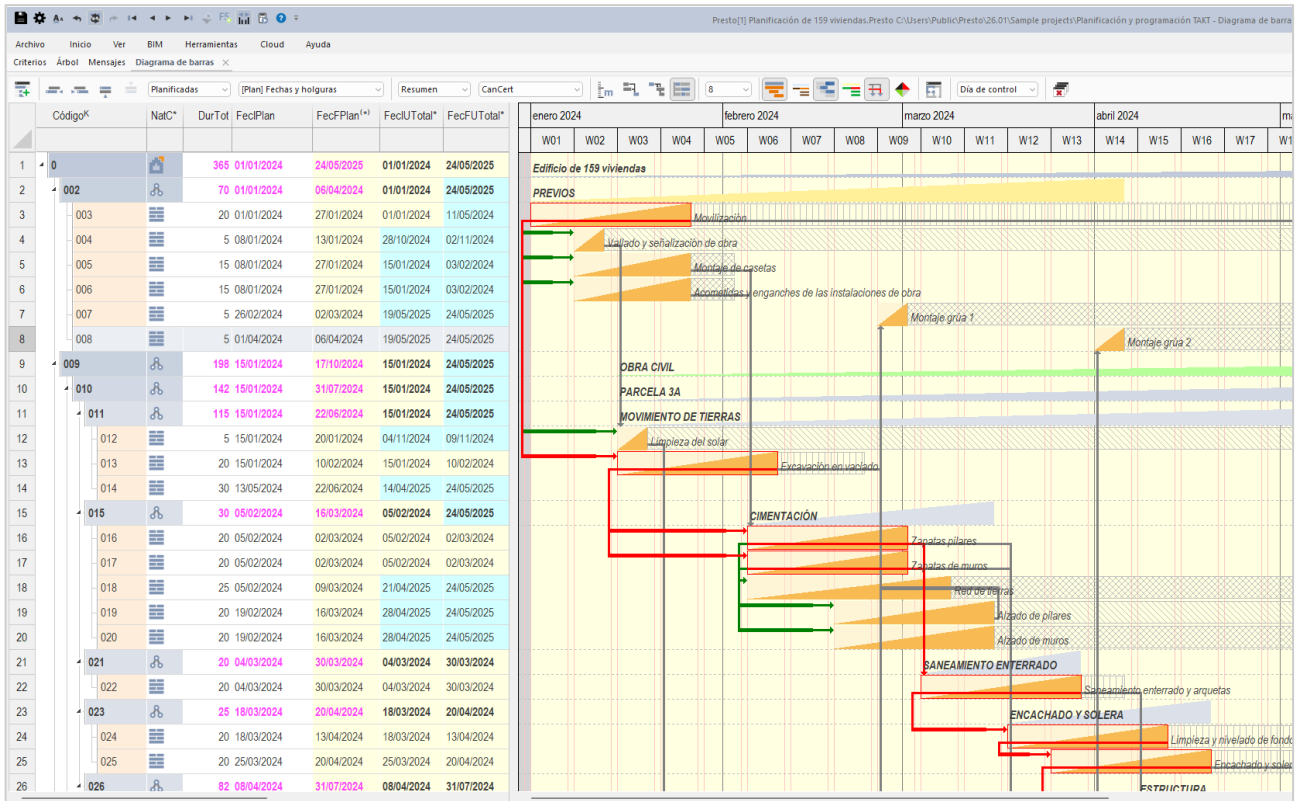 Presto[1] Planificación de 159 viviendas.Presto C:\Users\Public\Presto\26.01\Sample projects\Planificación y programación TAKT - Diagrama de barra
Archivo Inicio Ver BIM Herramientas Cloud Ayuda
Criterios Árbol Mensajes Diagrama de barras ×
Planificadas [Plan] Fechas y holguras Resumen CanCert 8 Día de control
CódigoK NatC* DurTot FecIPlan FecFPlan(*) FecIUTotal* FecFUTotal* enero 2024 febrero 2024 marzo 2024 abril 2024 m
W01 W02 W03 W04 W05 W06 W07 W08 W09 W10 W11 W12 W13 W14 W15 W16 W17 W1
1 0 365 01/01/2024 24/05/2025 01/01/2024 24/05/2025 Edificio de 159 viviendas
2 002 70 01/01/2024 06/04/2024 01/01/2024 24/05/2025 PREVIOS
3 003 20 01/01/2024 27/01/2024 01/01/2024 11/05/2024 Movilización
4 004 5 08/01/2024 13/01/2024 28/10/2024 02/11/2024 Vallado y señalización de obra
5 005 15 08/01/2024 27/01/2024 15/01/2024 03/02/2024 Montaje de casetas
6 006 15 08/01/2024 27/01/2024 15/01/2024 03/02/2024 Acometidas y enganches de las instalaciones de obra
7 007 5 26/02/2024 02/03/2024 19/05/2025 24/05/2025 Montaje grúa 1
8 008 5 01/04/2024 06/04/2024 19/05/2025 24/05/2025 Montaje grúa 2
9 009 198 15/01/2024 17/10/2024 15/01/2024 24/05/2025 OBRA CIVIL
10 010 142 15/01/2024 31/07/2024 15/01/2024 24/05/2025 PARCELA 3A
11 011 115 15/01/2024 22/06/2024 15/01/2024 24/05/2025 MOVIMIENTO DE TIERRAS
12 012 5 15/01/2024 20/01/2024 04/11/2024 09/11/2024 Limpieza del solar
13 013 20 15/01/2024 10/02/2024 15/01/2024 10/02/2024 Excavación en vaciado
14 014 30 13/05/2024 22/06/2024 14/04/2025 24/05/2025
15 015 30 05/02/2024 16/03/2024 05/02/2024 24/05/2025 CIMENTACIÓN
16 016 20 05/02/2024 02/03/2024 05/02/2024 02/03/2024 Zapatas pilares
17 017 20 05/02/2024 02/03/2024 05/02/2024 02/03/2024 Zapatas de muros
18 018 25 05/02/2024 09/03/2024 21/04/2025 24/05/2025 Red de tierras
19 019 20 19/02/2024 16/03/2024 28/04/2025 24/05/2025 Alzado de pilares
20 020 20 19/02/2024 16/03/2024 28/04/2025 24/05/2025 Alzado de muros
21 021 20 04/03/2024 30/03/2024 04/03/2024 30/03/2024 SANEAMIENTO ENTERRADO
22 022 20 04/03/2024 30/03/2024 04/03/2024 30/03/2024 Saneamiento enterrado y arquetas
23 023 25 18/03/2024 20/04/2024 18/03/2024 20/04/2024 ENCACHADO Y SOLERA
24 024 20 18/03/2024 13/04/2024 18/03/2024 13/04/2024 Limpieza y nivelado de fondo
25 025 20 25/03/2024 20/04/2024 25/03/2024 20/04/2024 Encachado y soler
26 026 82 08/04/2024 31/07/2024 08/04/2024 31/07/2024 ESTRUCTURA